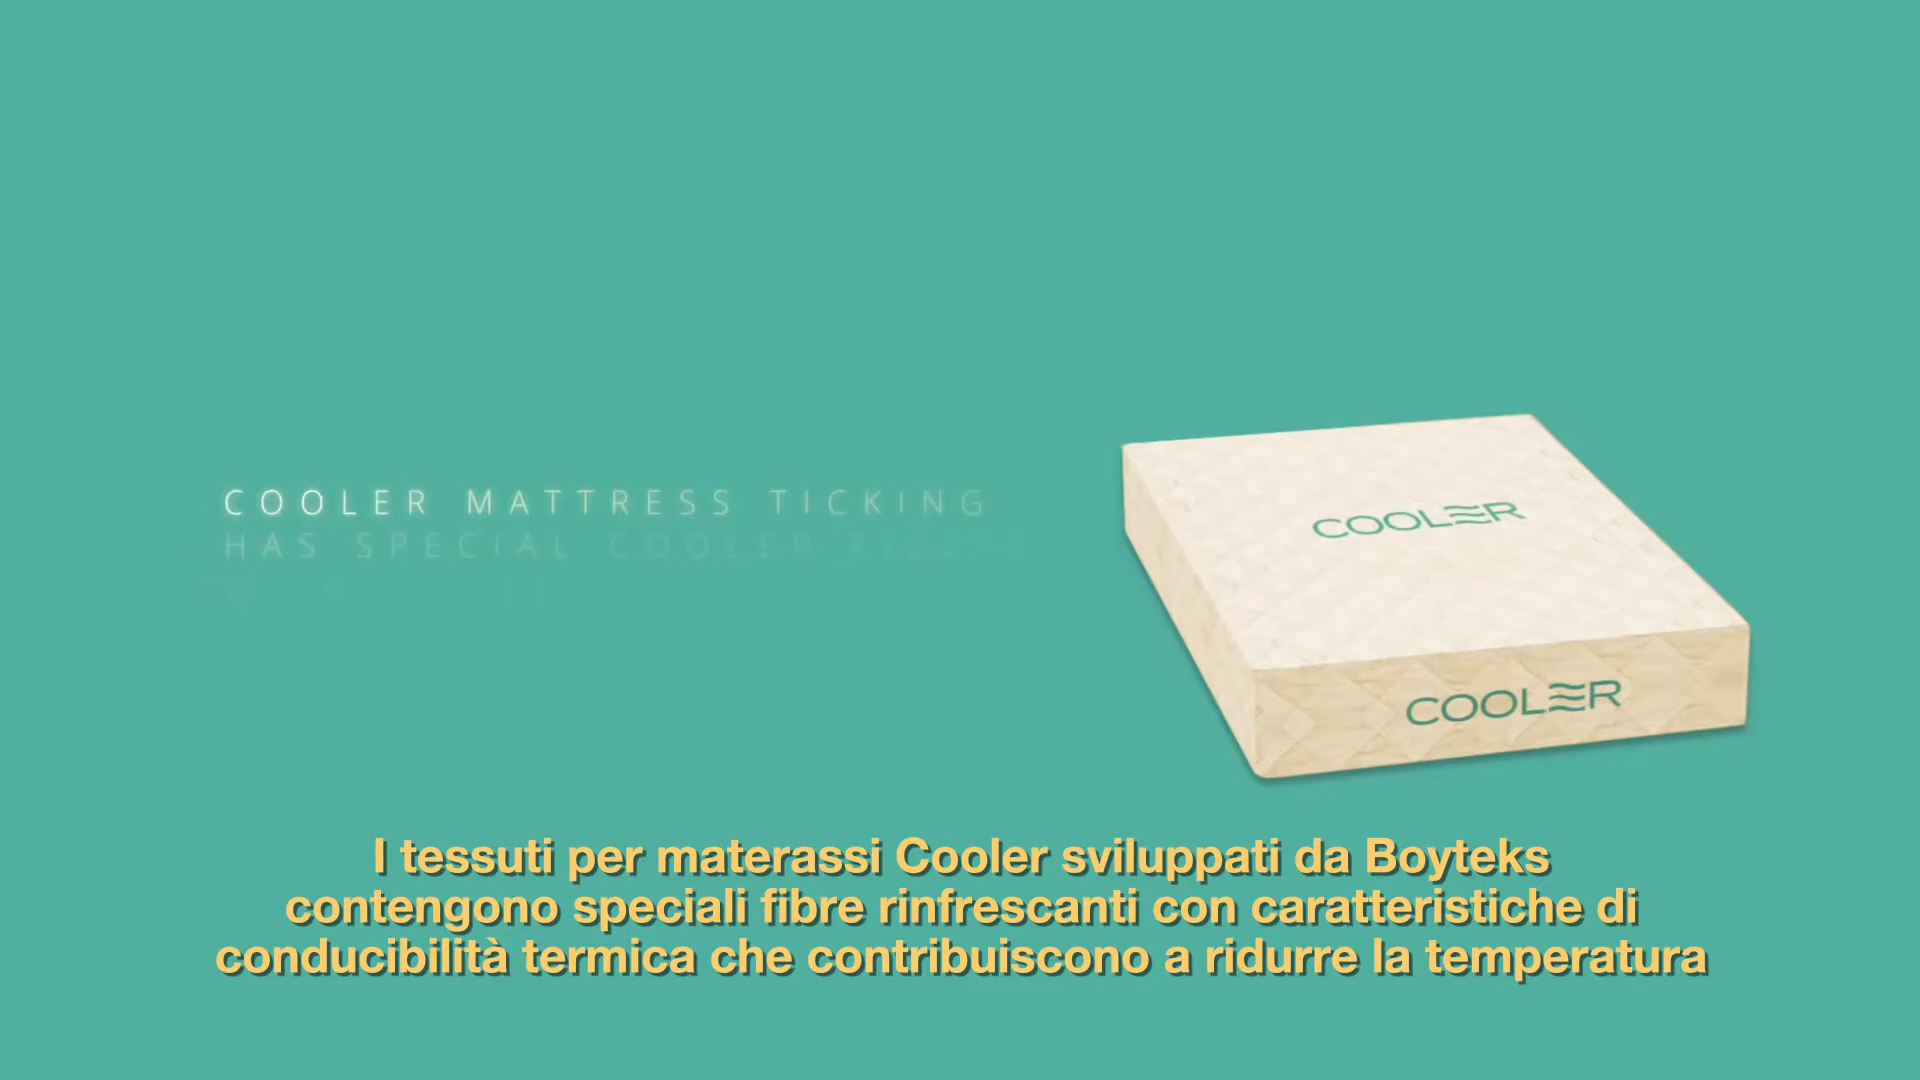 COOLER MATTRESS TICKING
HAS SPECIAL COOLER
COOLER
COOLER
I tessuti per materassi Cooler sviluppati da Boyteks
contengono speciali fibre rinfrescanti con caratteristiche di
conducibilità termica che contribuiscono a ridurre la temperatura